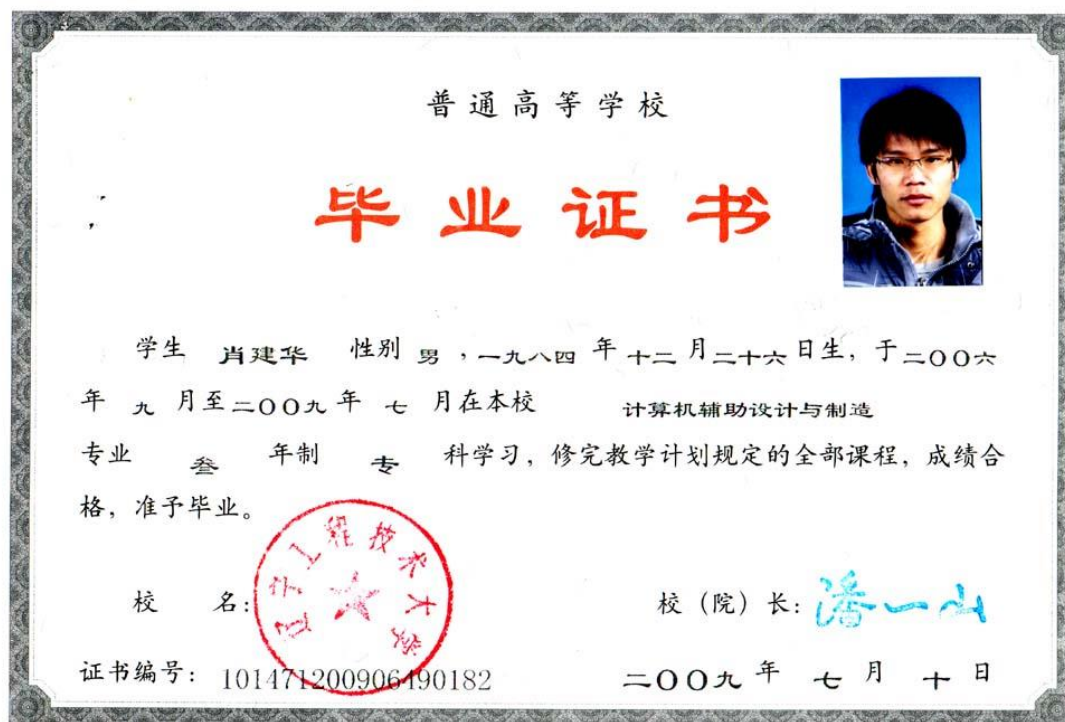 普通高等学校
毕业证书
学生 肖建华 性别 男，一九八四 年 十二 月二十六日生，于二〇〇六
年 九 月至二〇〇九年 七 月在本校 计算机辅助设计与制造
专业 叁 年制 专 科学习，修完教学计划规定的全部课程，成绩合
格，准予毕业。
辽宁工程技术大学
校 名： 校（院）长：潘一山
证书编号：101471200906490182 二〇〇九 年 七 月 十 日